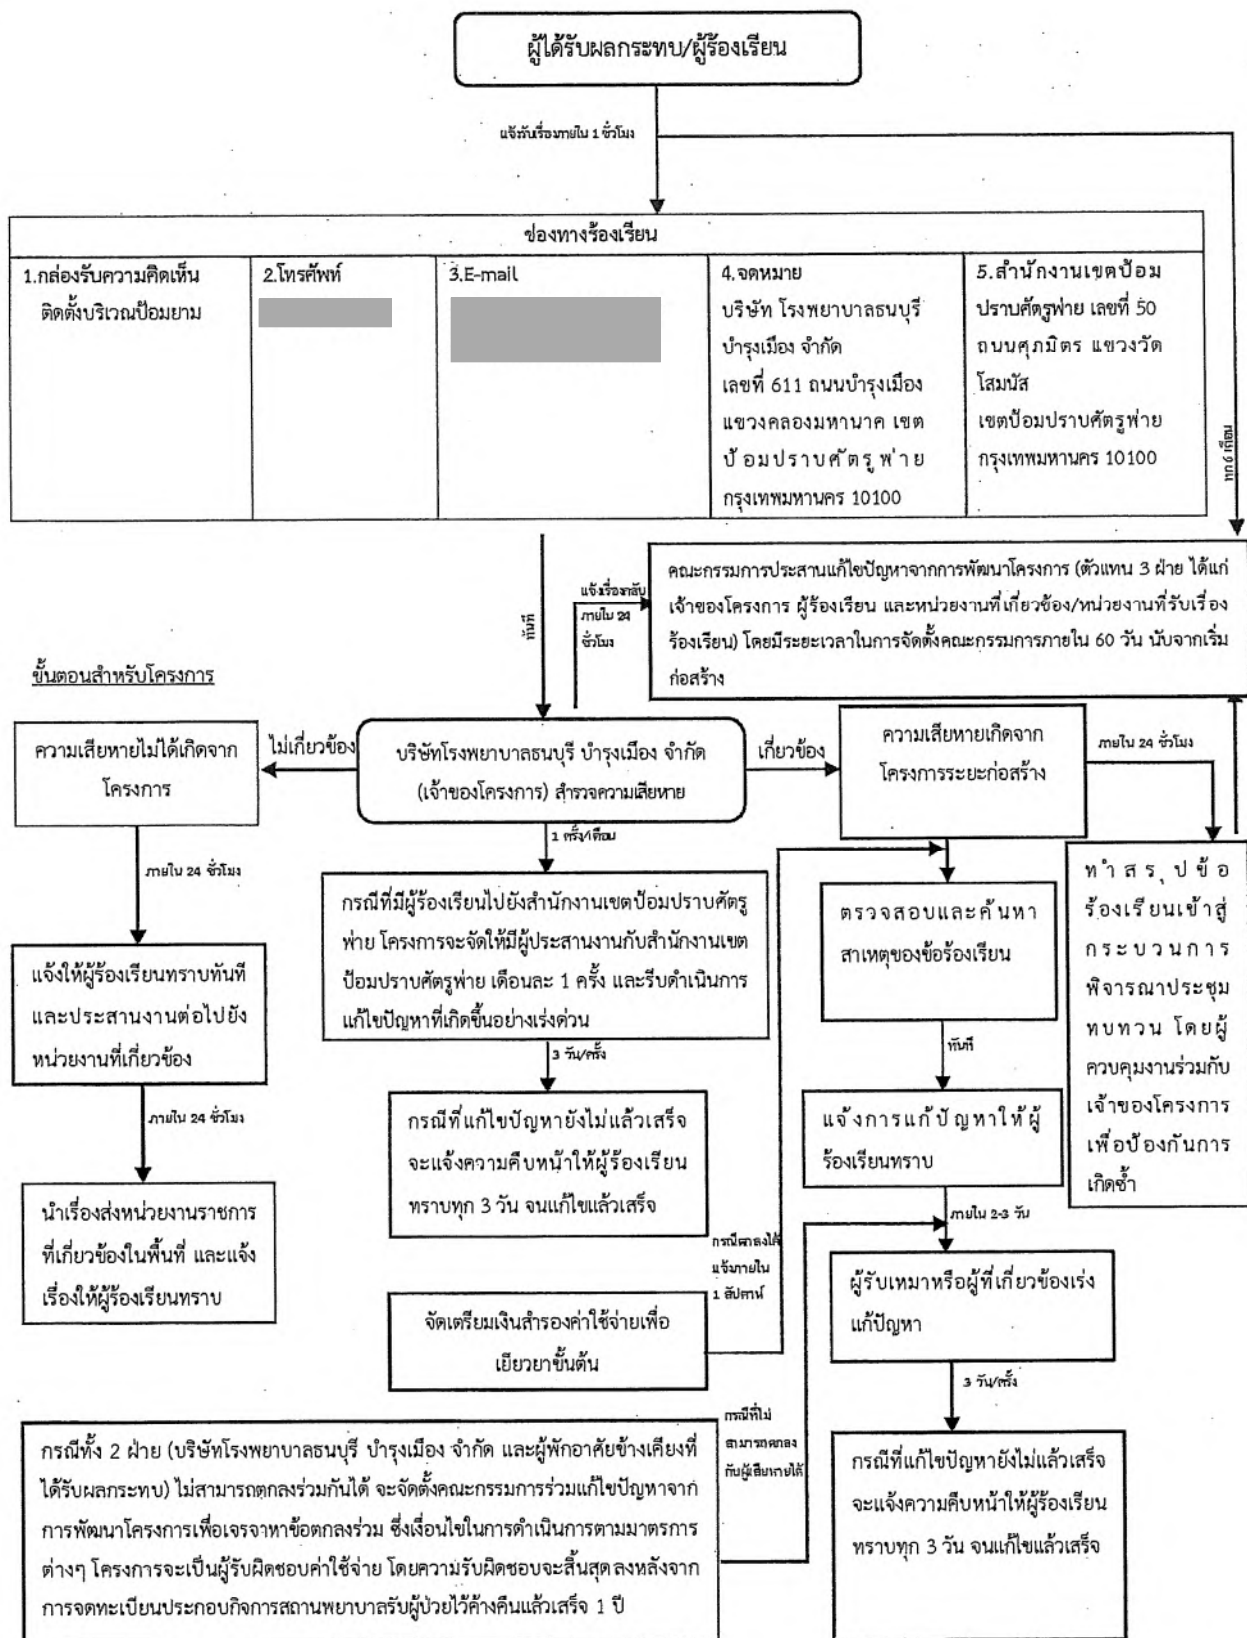 ผู้ได้รับผลกระทบ/ผู้ร้องเรียน
แจ้งรับเรื่องภายใน 1 ชั่วโมง
ช่องทางร้องเรียน
1.กล่องรับความคิดเห็น
ติดตั้งบริเวณป้อมยาม
2.โทรศัพท์
3.E-mail
4.จดหมาย
บริษัท โรงพยาบาลธนบุรี
บำรุงเมือง จำกัด
เลขที่ 611 ถนนบำรุงเมือง
แขวงคลองมหานาค เขต
ป้อมปราบศัตรูพ่าย
กรุงเทพมหานคร 10100
5.สำนักงานเขตป้อม
ปราบศัตรูพ่าย เลขที่ 50
ถนนศุภมิตร แขวงวัด
โสมนัส
เขตป้อมปราบศัตรูพ่าย
กรุงเทพมหานคร 10100
ทุก 6 เดือน
ทันที
แจ้งเรื่องกลับ
ภายใน 24
ชั่วโมง
คณะกรรมการประสานแก้ไขปัญหาจากการพัฒนาโครงการ (ตัวแทน 3 ฝ่าย ได้แก่
เจ้าของโครงการ ผู้ร้องเรียน และหน่วยงานที่เกี่ยวข้อง/หน่วยงานที่รับเรื่อง
ร้องเรียน) โดยมีระยะเวลาในการจัดตั้งคณะกรรมการภายใน 60 วัน นับจากเริ่ม
ก่อสร้าง
ขั้นตอนสำหรับโครงการ
ความเสียหายไม่ได้เกิดจาก
โครงการ
ไม่เกี่ยวข้อง
บริษัทโรงพยาบาลธนบุรี บำรุงเมือง จำกัด
(เจ้าของโครงการ) สำรวจความเสียหาย
เกี่ยวข้อง
ความเสียหายเกิดจาก
โครงการระยะก่อสร้าง
ภายใน 24 ชั่วโมง
ภายใน 24 ชั่วโมง
แจ้งให้ผู้ร้องเรียนทราบทันที
และประสานงานต่อไปยัง
หน่วยงานที่เกี่ยวข้อง
ภายใน 24 ชั่วโมง
นำเรื่องส่งหน่วยงานราชการ
ที่เกี่ยวข้องในพื้นที่ และแจ้ง
เรื่องให้ผู้ร้องเรียนทราบ
1 ครั้ง/เดือน
กรณีที่มีผู้ร้องเรียนไปยังสำนักงานเขตป้อมปราบศัตรู
พ่าย โครงการจะจัดให้มีผู้ประสานงานกับสำนักงานเขต
ป้อมปราบศัตรูพ่าย เดือนละ 1 ครั้ง และรีบดำเนินการ
แก้ไขปัญหาที่เกิดขึ้นอย่างเร่งด่วน
3 วัน/ครั้ง
กรณีที่แก้ไขปัญหายังไม่แล้วเสร็จ
จะแจ้งความคืบหน้าให้ผู้ร้องเรียน
ทราบทุก 3 วัน จนแก้ไขแล้วเสร็จ
จัดเตรียมเงินสำรองค่าใช้จ่ายเพื่อ
เยียวยาขั้นต้น
กรณีตกลงได้
แจ้งภายใน
1 สัปดาห์
ตรวจสอบและค้นหา
สาเหตุของข้อร้องเรียน
ทันที
แจ้งการแก้ปัญหาให้ผู้
ร้องเรียนทราบ
ภายใน 2-3 วัน
ผู้รับเหมาหรือผู้ที่เกี่ยวข้องเร่ง
แก้ปัญหา
3 วัน/ครั้ง
กรณีที่แก้ไขปัญหายังไม่แล้วเสร็จ
จะแจ้งความคืบหน้าให้ผู้ร้องเรียน
ทราบทุก 3 วัน จนแก้ไขแล้วเสร็จ
ทำสรุปข้อ
ร้องเรียนเข้าสู่
กระบวนการ
พิจารณาประชุม
ทบทวน โดยผู้
ควบคุมงานร่วมกับ
เจ้าของโครงการ
เพื่อป้องกันการ
เกิดซ้ำ
กรณีที่ไม่
สามารถตกลง
กับผู้เสียหายได้
กรณีทั้ง 2 ฝ่าย (บริษัทโรงพยาบาลธนบุรี บำรุงเมือง จำกัด และผู้พักอาศัยข้างเคียงที่
ได้รับผลกระทบ) ไม่สามารถตกลงร่วมกันได้ จะจัดตั้งคณะกรรมการร่วมแก้ไขปัญหาจาก
การพัฒนาโครงการเพื่อเจรจาหาข้อตกลงร่วม ซึ่งเงื่อนไขในการดำเนินการตามมาตรการ
ต่างๆ โครงการจะเป็นผู้รับผิดชอบค่าใช้จ่าย โดยความรับผิดชอบจะสิ้นสุดลงหลังจาก
การจดทะเบียนประกอบกิจการสถานพยาบาลรับผู้ป่วยไว้ค้างคืนแล้วเสร็จ 1 ปี